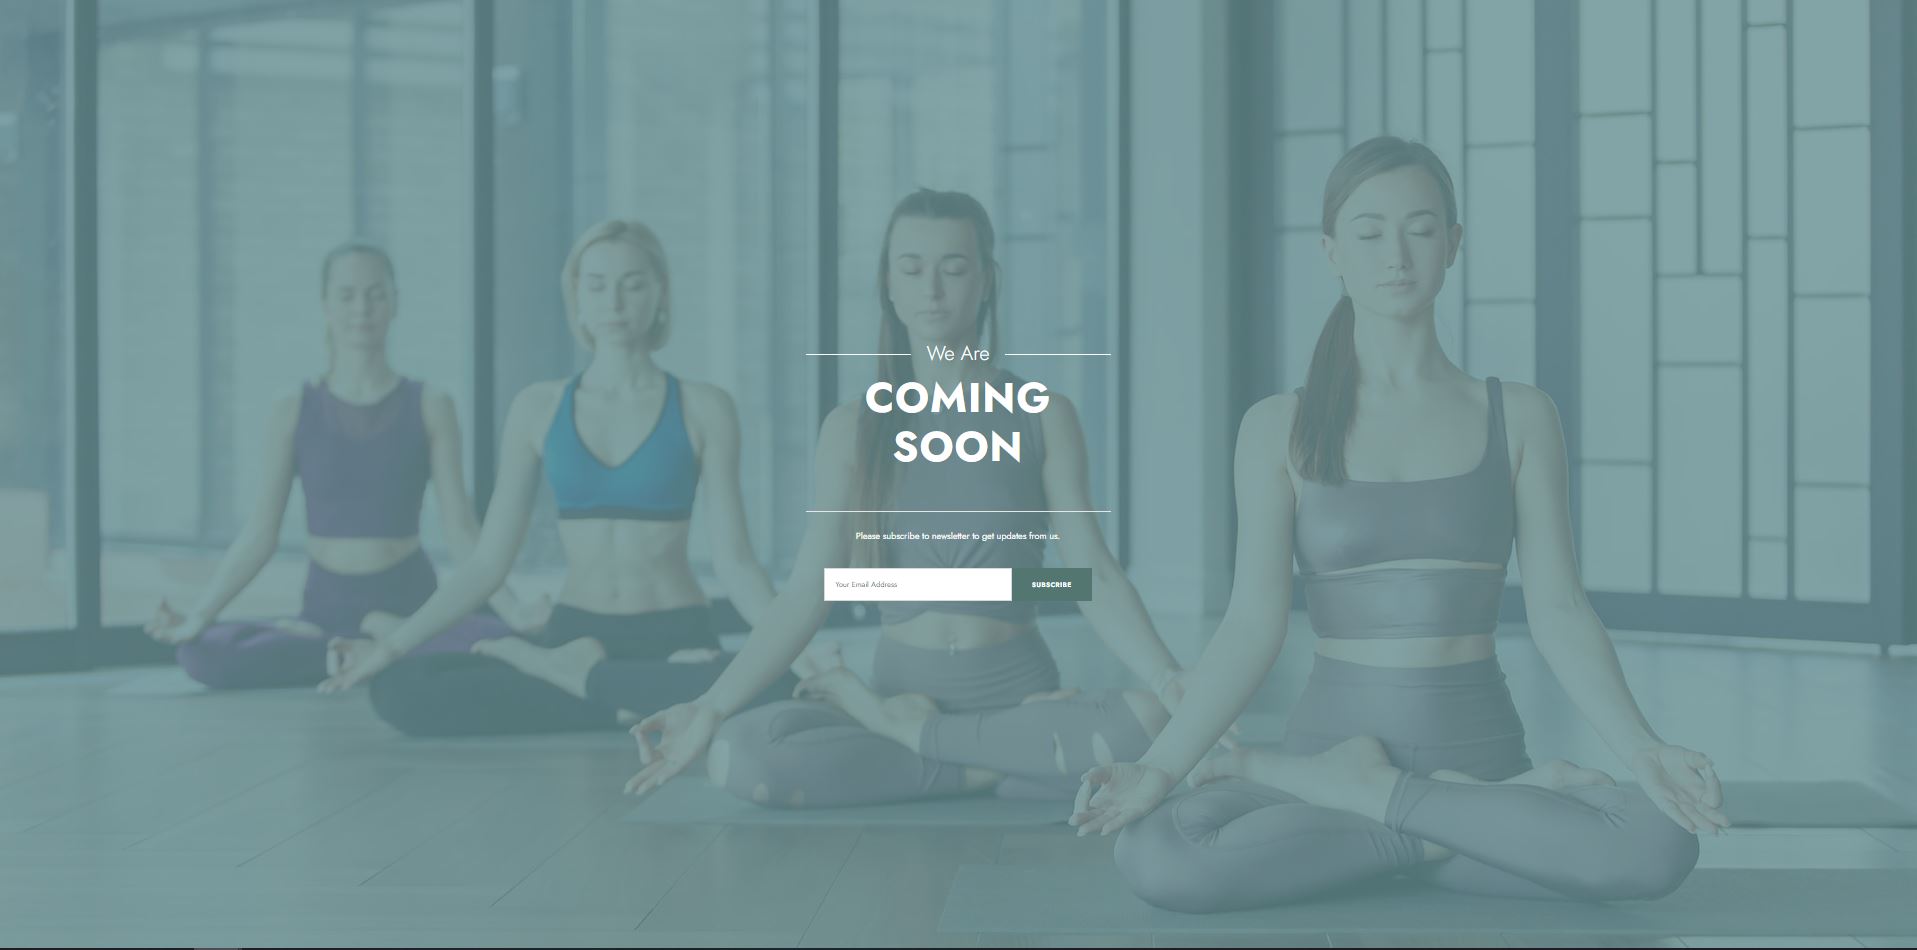 We Are
COMING
SOON
Please subscribe to newsletter to get updates from us.
Your Email Address
SUBSCRIBE